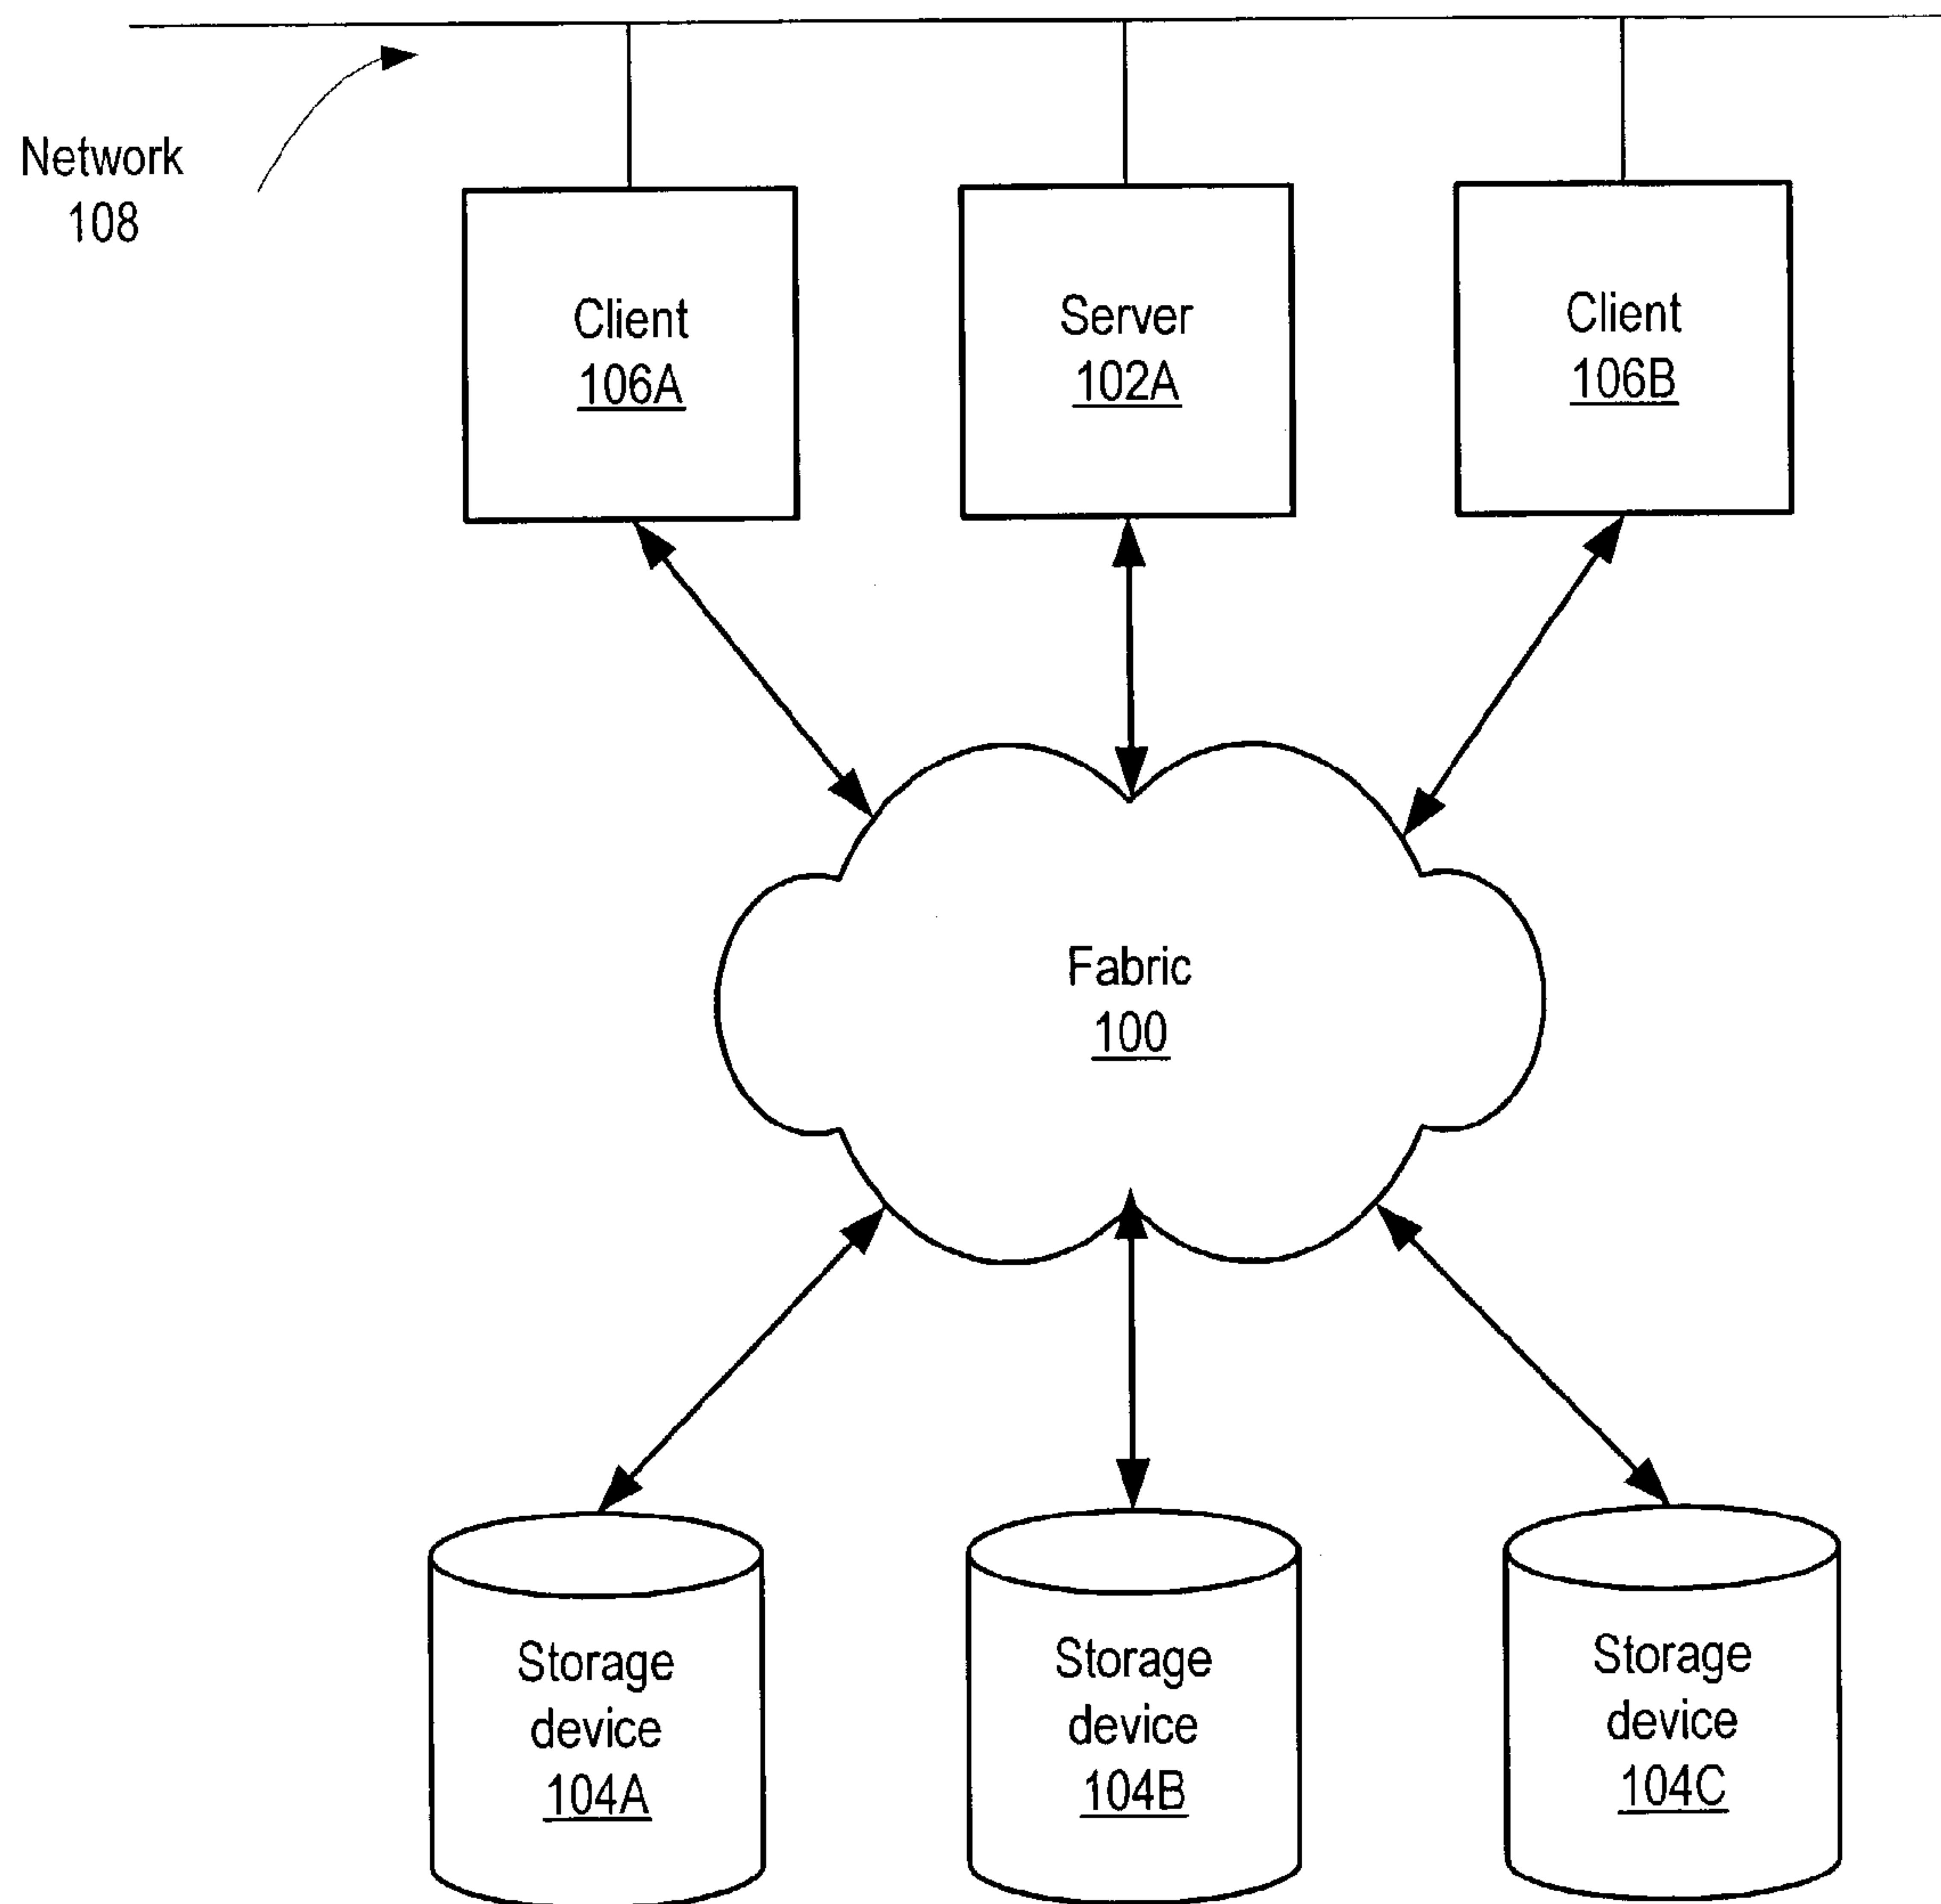 Network
108
Client
106A
Server
102A
Client
106B
Fabric
100
Storage
device
104A
Storage
device
104B
Storage
device
104C